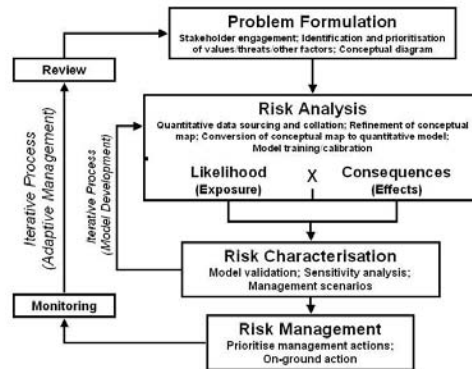 Problem Formulation
Stakeholder engagement; Identification and prioritisation
of values/threats/other factors; Conceptual diagram
Review
Risk Analysis
Quantitative data sourcing and collation; Refinement of conceptual
map; Conversion of conceptual map to quantitative model;
Model training/calibration
Likelihood X Consequences
(Exposure) (Effects)
Iterative Process
(Adaptive Management)
Iterative Process
(Model Development)
Risk Characterisation
Model validation; Sensitivity analysis;
Management scenarios
Monitoring
Risk Management
Prioritise management actions;
On-ground action